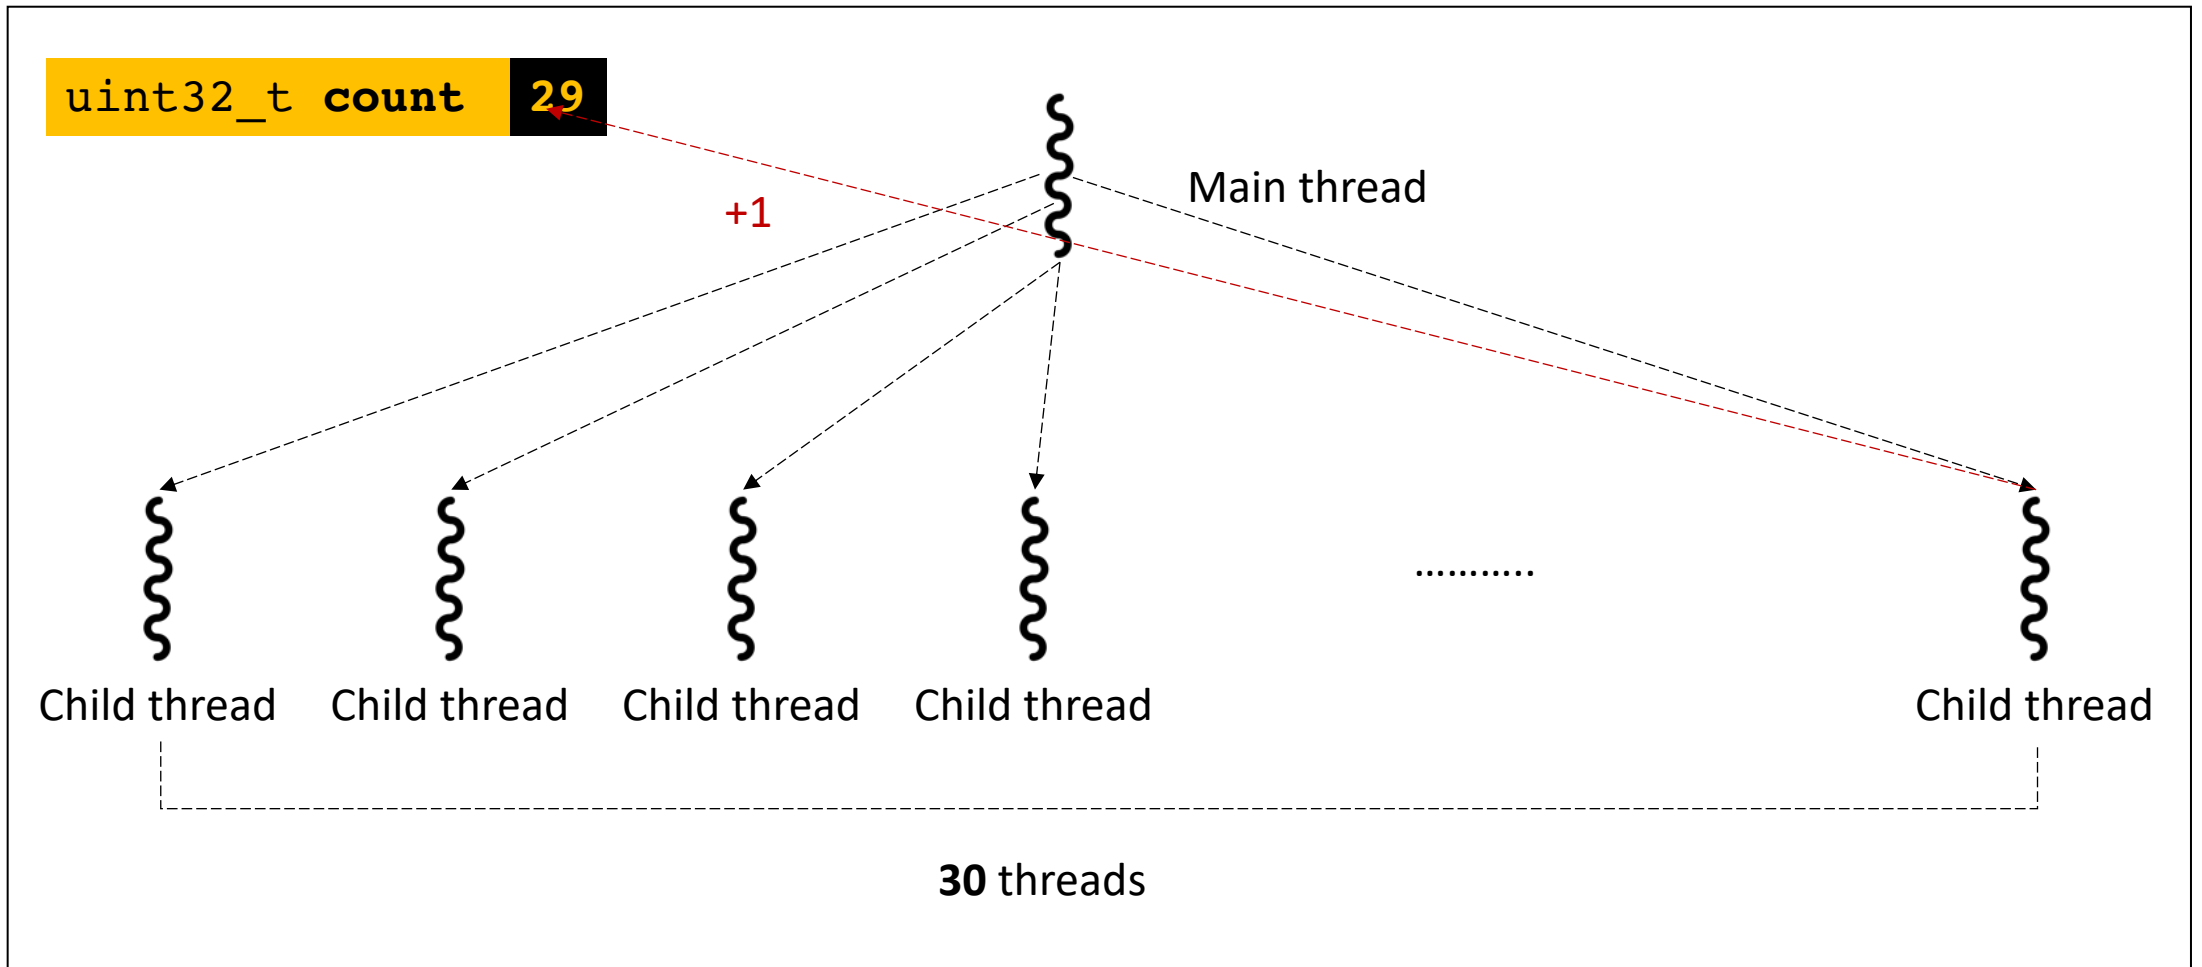 uint32_t count 29
Main thread
+1
...........
Child thread Child thread Child thread Child thread Child thread
30 threads